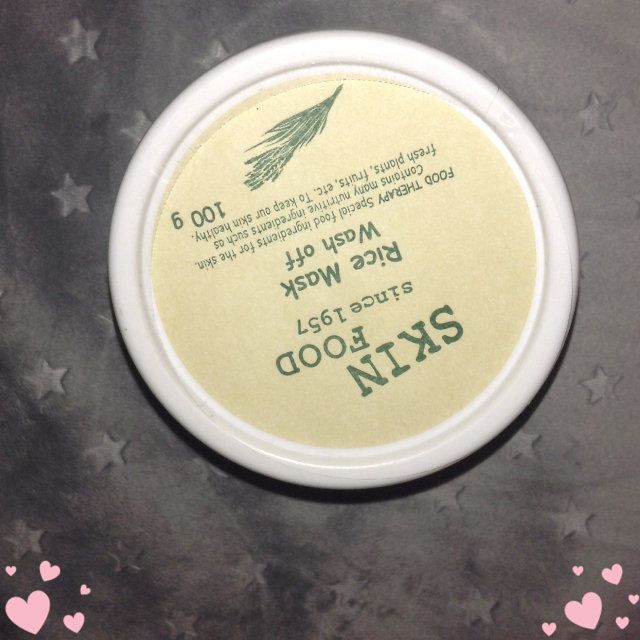 SKIN
FOOD
since 1957
Rice Mask
Wash off
FOOD THERAPY Special food ingredients for the skin.
Contains many nutritive ingredients such as
fresh plants, fruits, etc. To keep our skin healthy.
100 g